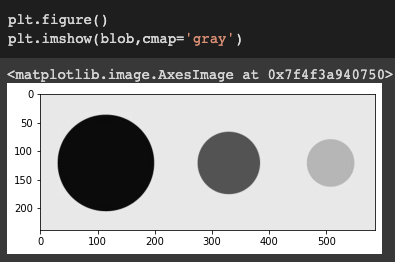 plt.figure()
plt.imshow(blob,cmap='gray')
<matplotlib.image.AxesImage at 0x7f4f3a940750>
0
50
100
150
200
0 100 200 300 400 500